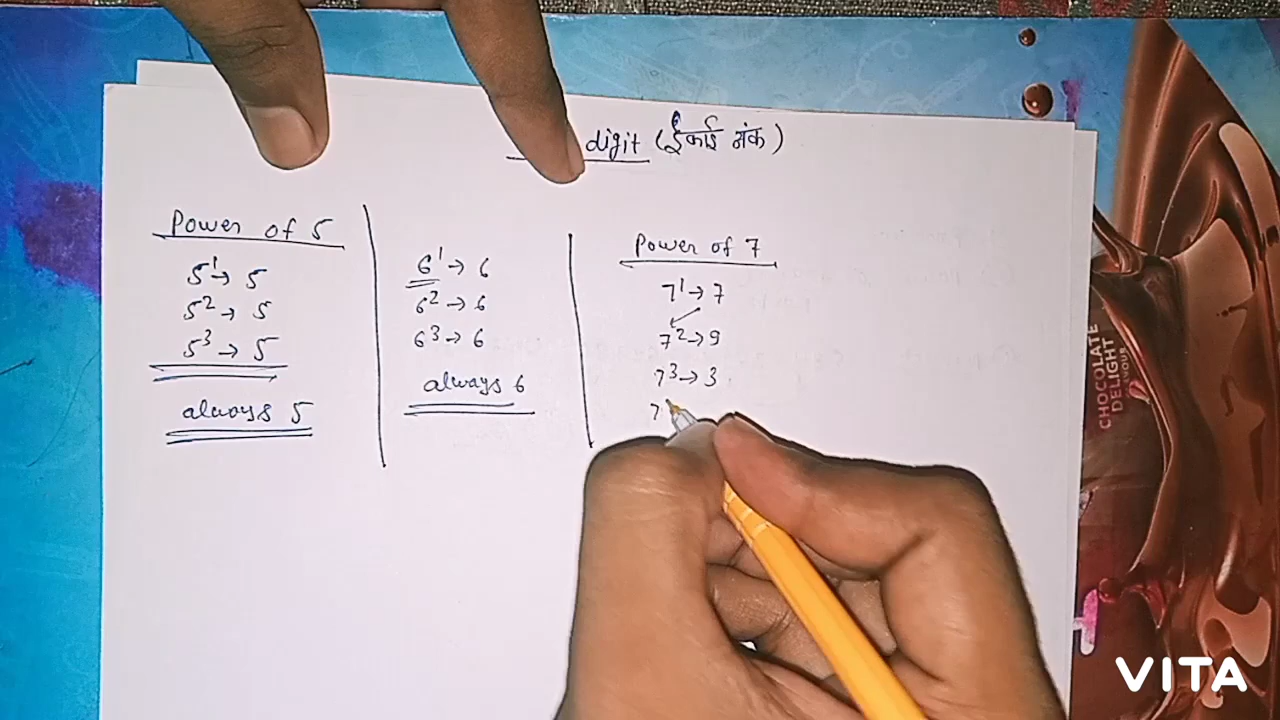 digit (ईकाई अंक)
Power of 5
5¹→ 5
5² → 5
5³ → 5
always 5
6¹→ 6
6²→ 6
6³→ 6
always 6
Power of 7
7¹→ 7
7²→ 9
7³→ 3
7
CHOCOLATE
DELIGHT
VITA